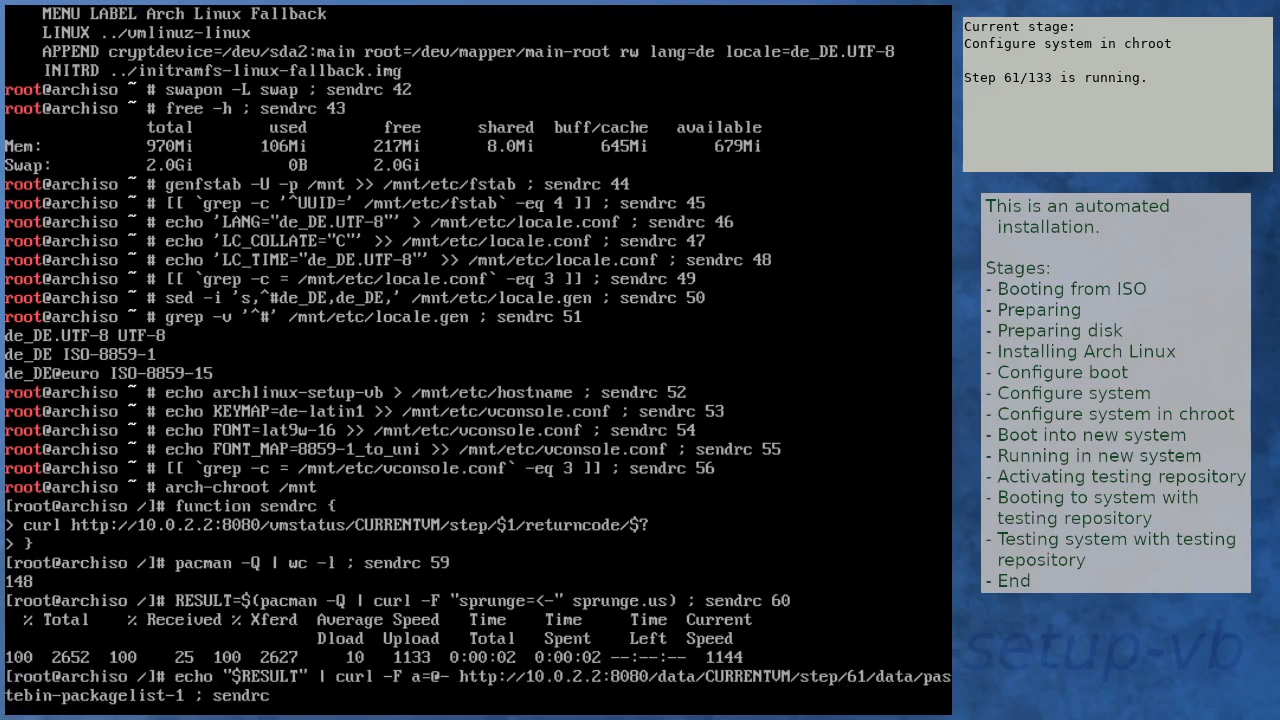 MENU LABEL Arch Linux Fallback
LINUX ../vmlinuz-linux
APPEND cryptdevice=/dev/sda2:main root=/dev/mapper/main-root rw lang=de locale=de_DE.UTF-8
INITRD ../initramfs-linux-fallback.img
root@archiso ~ # swapon -L swap ; sendrc 42
root@archiso ~ # free -h ; sendrc 43
total used free shared buff/cache available
Mem: 970Mi 106Mi 217Mi 8.0Mi 645Mi 679Mi
Swap: 2.0Gi 0B 2.0Gi
root@archiso ~ # genfstab -U -p /mnt >> /mnt/etc/fstab ; sendrc 44
root@archiso ~ # [[ `grep -c '^UUID=' /mnt/etc/fstab` -eq 4 ]] ; sendrc 45
root@archiso ~ # echo 'LANG="de_DE.UTF-8"' > /mnt/etc/locale.conf ; sendrc 46
root@archiso ~ # echo 'LC_COLLATE="C"' >> /mnt/etc/locale.conf ; sendrc 47
root@archiso ~ # echo 'LC_TIME="de_DE.UTF-8"' >> /mnt/etc/locale.conf ; sendrc 48
root@archiso ~ # [[ `grep -c = /mnt/etc/locale.conf` -eq 3 ]] ; sendrc 49
root@archiso ~ # sed -i 's,^#de_DE,de_DE,' /mnt/etc/locale.gen ; sendrc 50
root@archiso ~ # grep -v '^#' /mnt/etc/locale.gen ; sendrc 51
de_DE.UTF-8 UTF-8
de_DE ISO-8859-1
de_DE@euro ISO-8859-15
root@archiso ~ # echo archlinux-setup-vb > /mnt/etc/hostname ; sendrc 52
root@archiso ~ # echo KEYMAP=de-latin1 >> /mnt/etc/vconsole.conf ; sendrc 53
root@archiso ~ # echo FONT=lat9w-16 >> /mnt/etc/vconsole.conf ; sendrc 54
root@archiso ~ # echo FONT_MAP=8859-1_to_uni >> /mnt/etc/vconsole.conf ; sendrc 55
root@archiso ~ # [[ `grep -c = /mnt/etc/vconsole.conf` -eq 3 ]] ; sendrc 56
root@archiso ~ # arch-chroot /mnt
[root@archiso /]# function sendrc {
> curl http://10.0.2.2:8080/vmstatus/CURRENTVM/step/$1/returncode/$?
> }
[root@archiso /]# pacman -Q | wc -l ; sendrc 59
148
[root@archiso /]# RESULT=$(pacman -Q | curl -F "sprunge=<-" sprunge.us) ; sendrc 60
% Total % Received % Xferd Average Speed Time Time Time Current
Dload Upload Total Spent Left Speed
100 2652 100 25 100 2627 10 1133 0:00:02 0:00:02 --:--:-- 1144
[root@archiso /]# echo "$RESULT" | curl -F a=@- http://10.0.2.2:8080/data/CURRENTVM/step/61/data/pas
tebin-packagelist-1 ; sendrc
Current stage:
Configure system in chroot
Step 61/133 is running.
This is an automated
installation.
Stages:
- Booting from ISO
- Preparing
- Preparing disk
- Installing Arch Linux
- Configure boot
- Configure system
- Configure system in chroot
- Boot into new system
- Running in new system
- Activating testing repository
- Booting to system with
testing repository
- Testing system with testing
repository
- End
-setup-vb